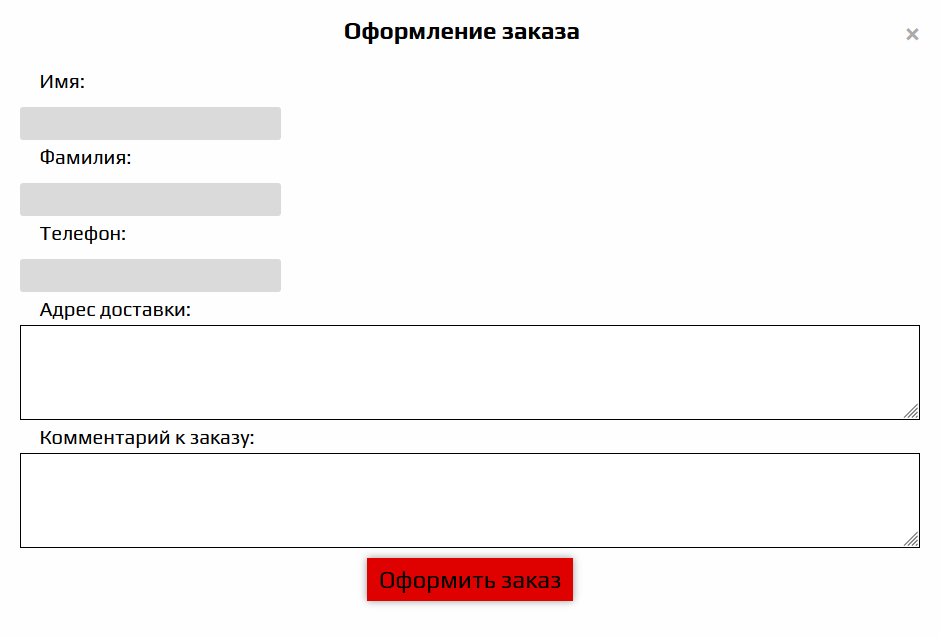 Оформление заказа ×
Имя:
Фамилия:
Телефон:
Адрес доставки:
Комментарий к заказу:
Оформить заказ